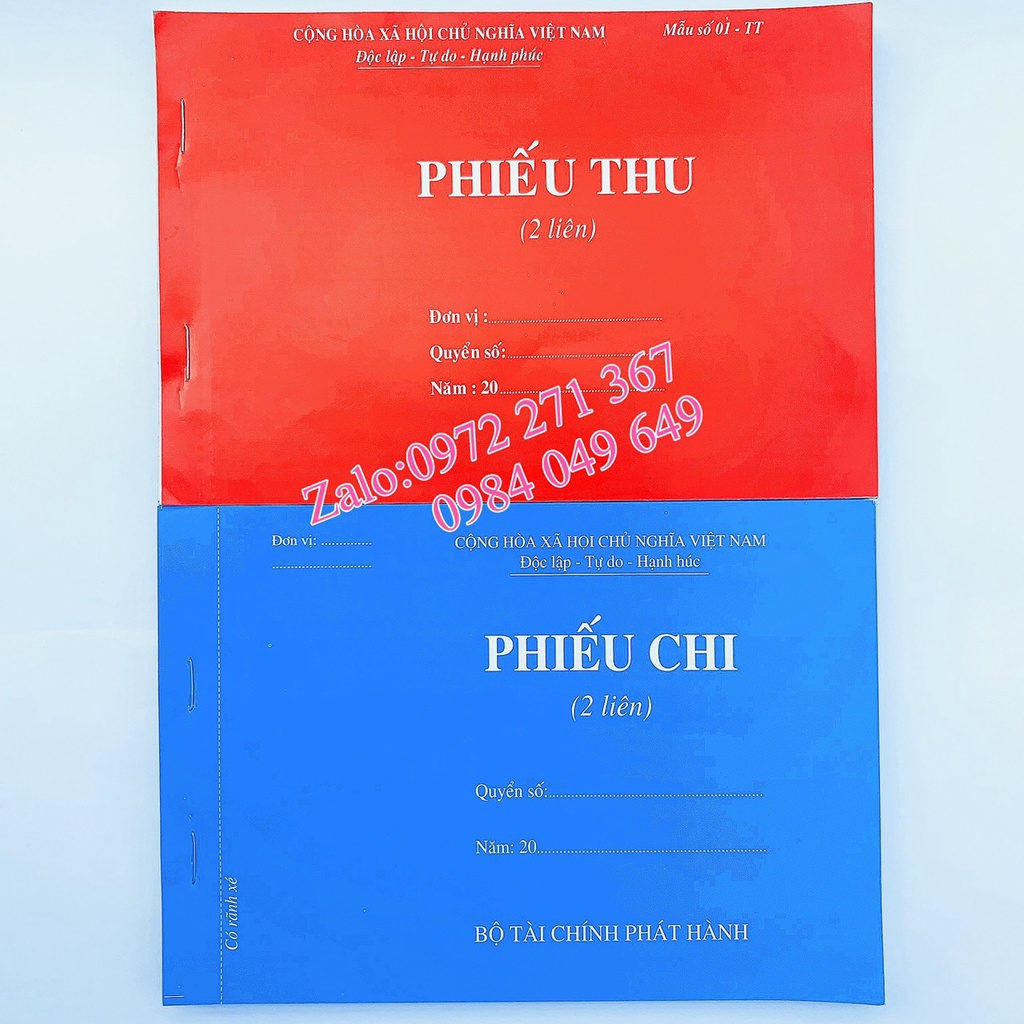 CỘNG HÒA XÃ HỘI CHỦ NGHĨA VIỆT NAM
Mẫu số 01 - TT
Độc lập - Tự do - Hạnh phúc
PHIẾU THU
(2 liên)
Đơn vị :
Quyển số:
Năm : 20
Zalo:0972 271 367
0984 049 649
Đơn vị:
CỘNG HÒA XÃ HỌI CHỦ NGHĨA VIỆT NAM
Độc lập - Tự do - Hạnh húc
PHIẾU CHI
(2 liên)
Quyển số:
Năm: 20
Có rãnh xé
BỘ TÀI CHÍNH PHÁT HÀNH